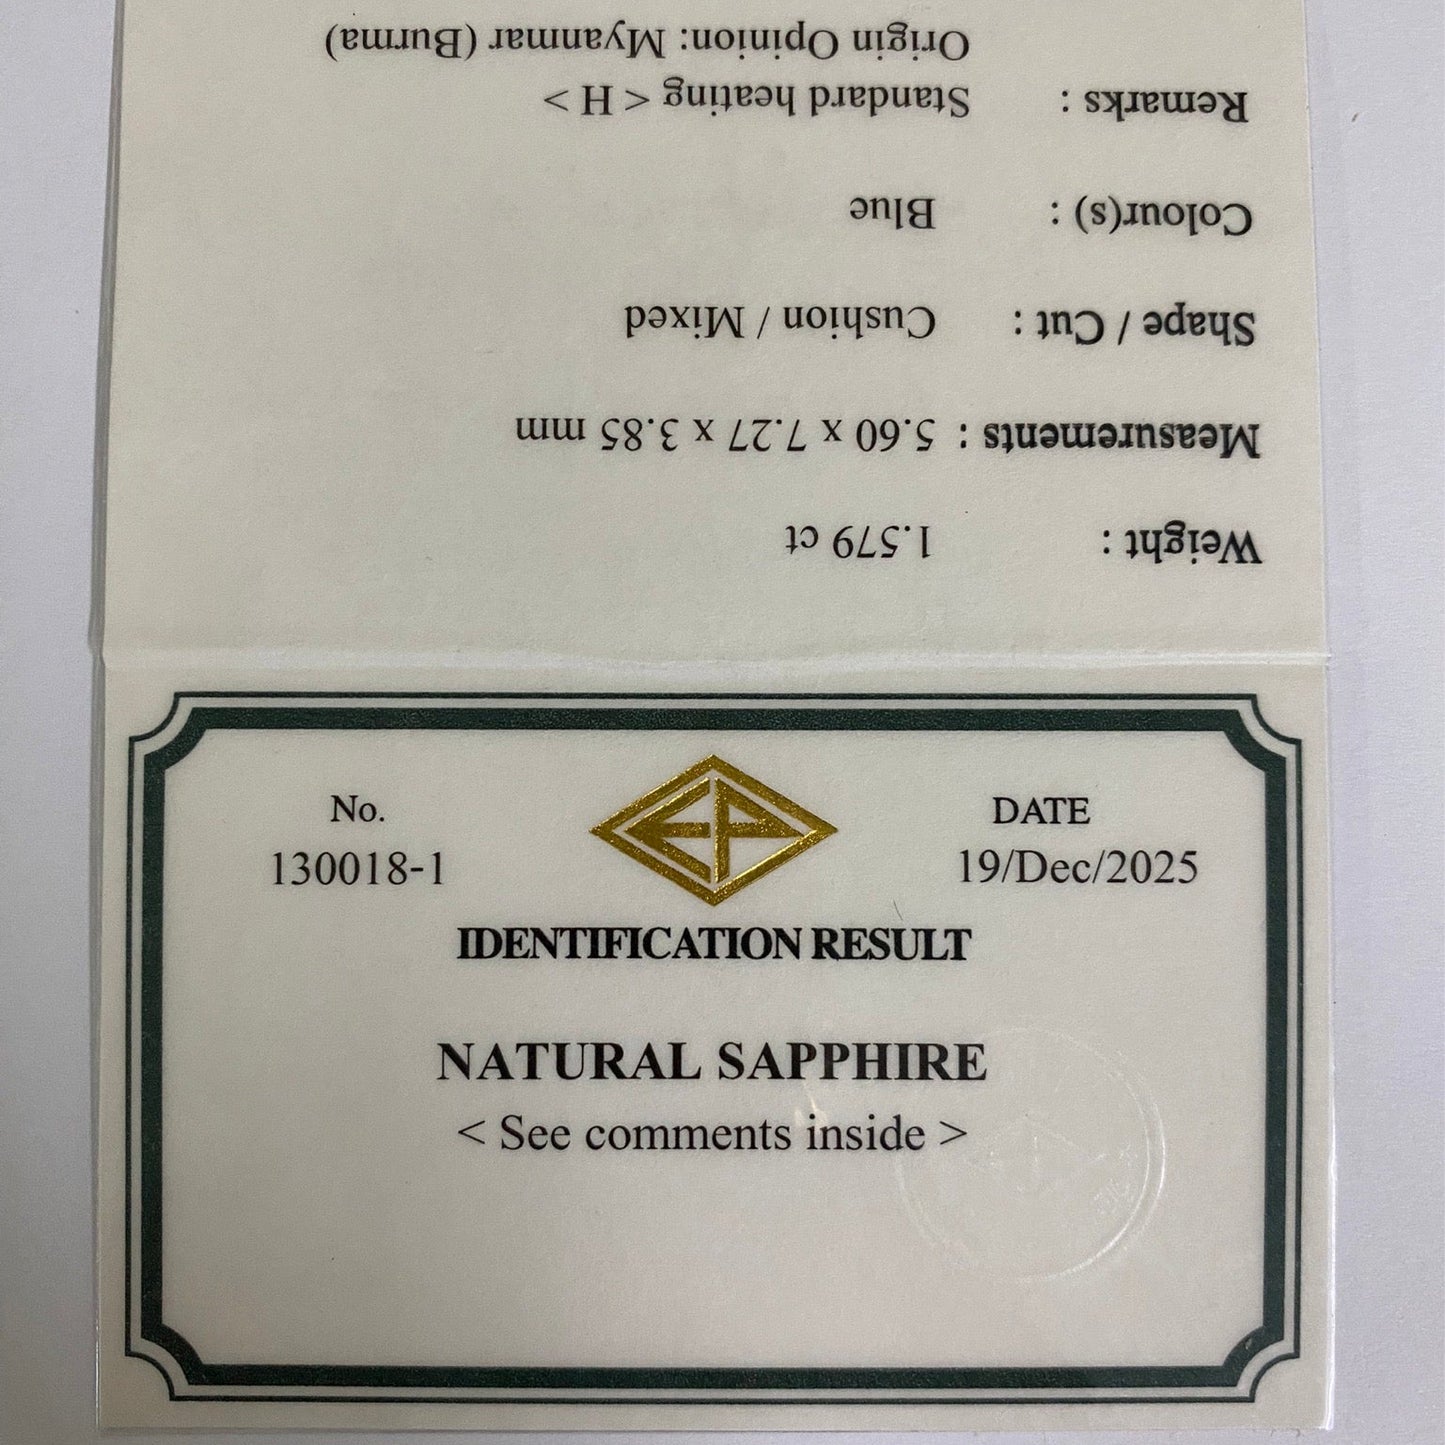 No.
130018-1
EP
DATE
19/Dec/2025
IDENTIFICATION RESULT
NATURAL SAPPHIRE
< See comments inside >
Weight : 1.579 ct
Measurements : 5.60 x 7.27 x 3.85 mm
Shape / Cut : Cushion / Mixed
Colour(s) : Blue
Remarks : Standard heating < H >
Origin Opinion: Myanmar (Burma)